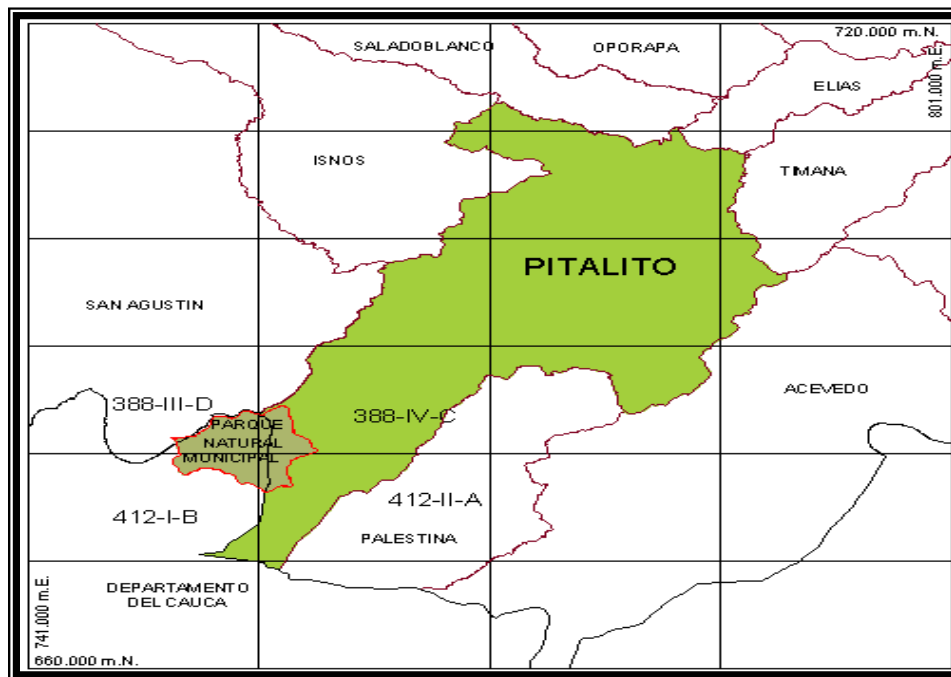 720.000 m.N.
801.000 m.E.
SALADOBLANCO
OPORAPA
ELIAS
ISNOS
TIMANA
PITALITO
SAN AGUSTIN
ACEVEDO
388-III-D
388-IV-C
PARQUE
NATURAL
MUNICIPAL
412-I-B
412-II-A
PALESTINA
DEPARTAMENTO
DEL CAUCA
741.000 m.E.
660.000 m.N.